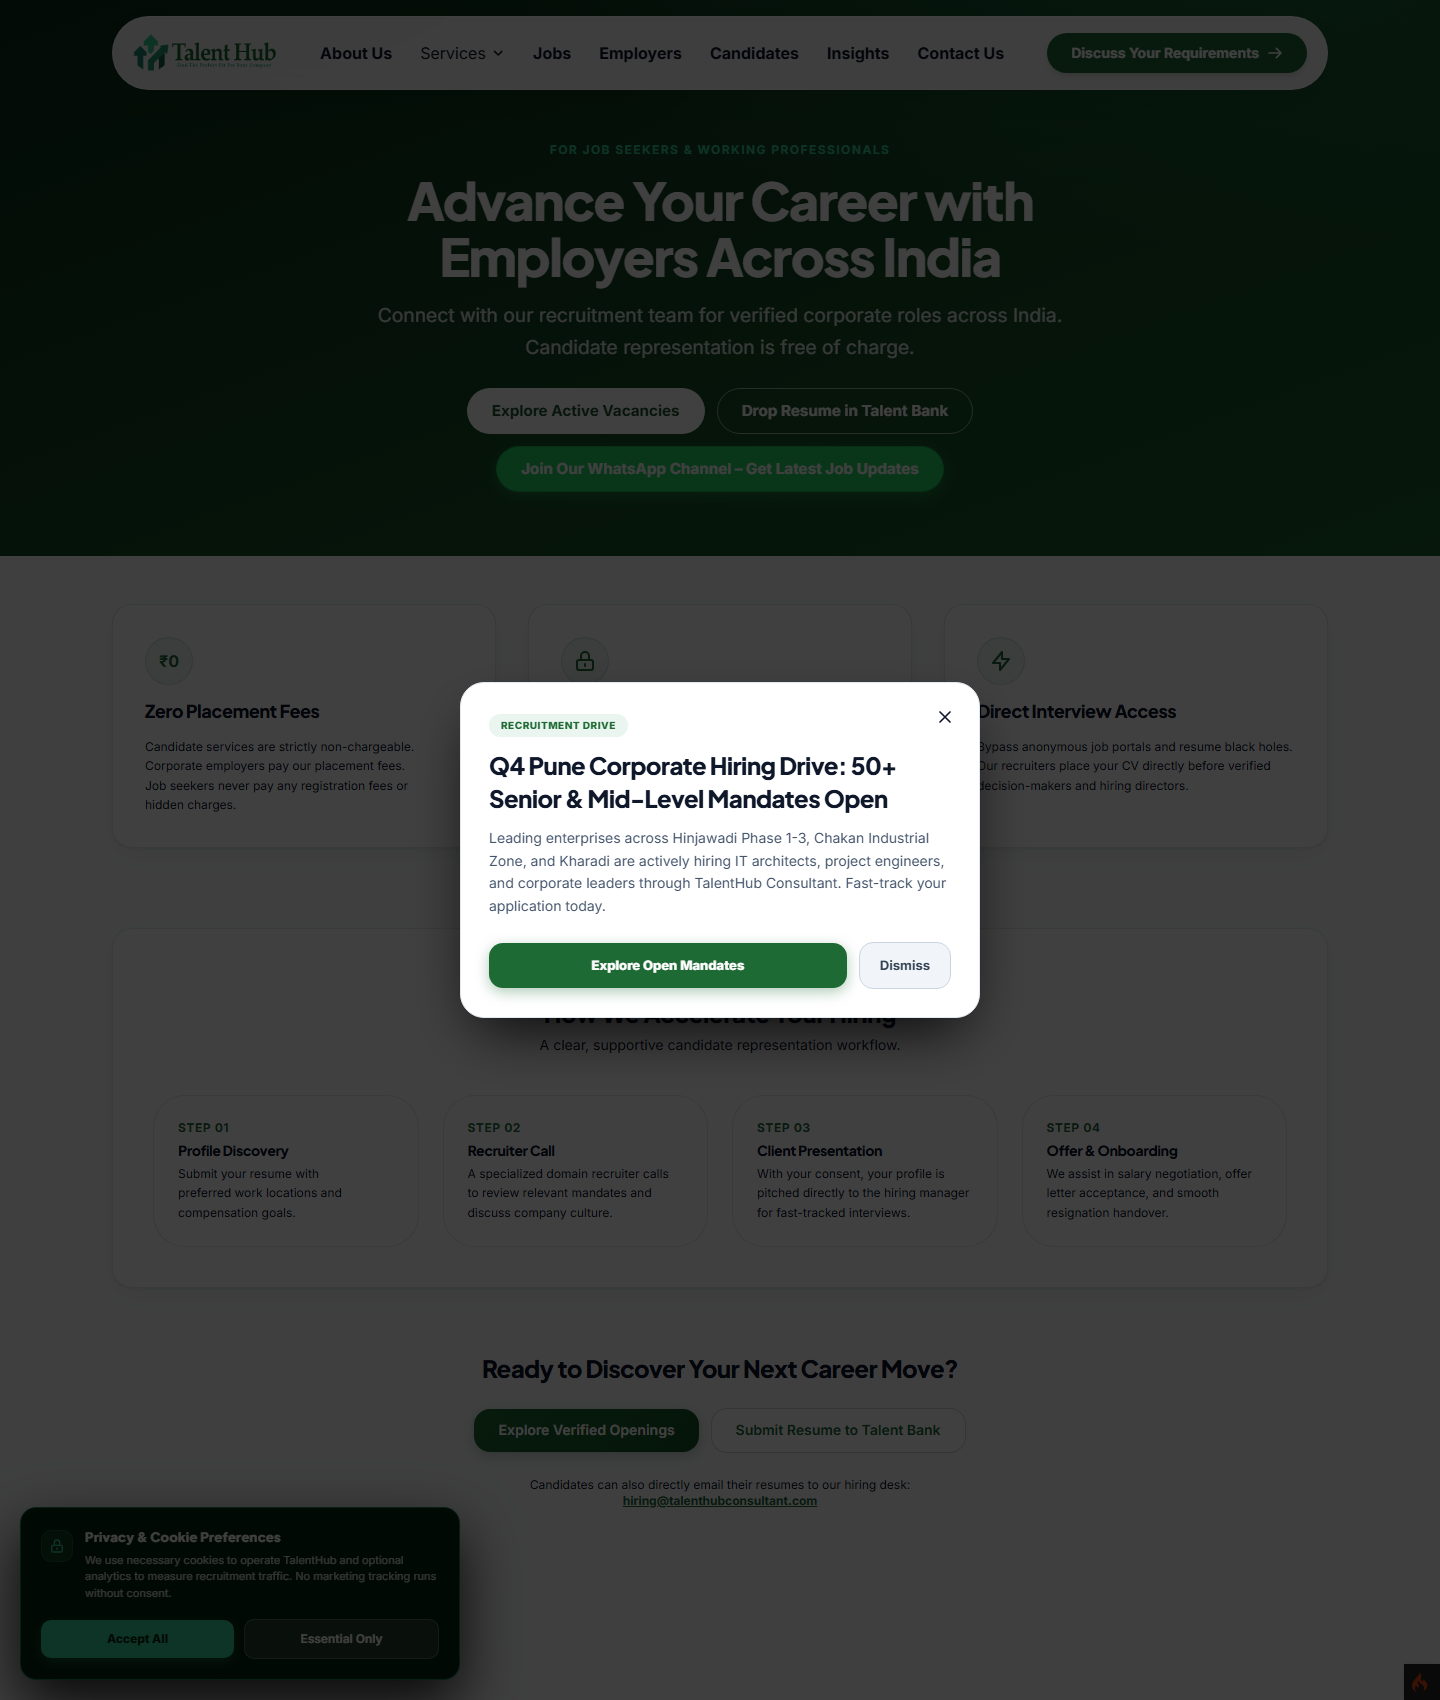 Talent Hub
About Us
Services
Jobs
Employers
Candidates
Insights
Contact Us
Discuss Your Requirements
FOR JOB SEEKERS & WORKING PROFESSIONALS
Advance Your Career with
Employers Across India
Connect with our recruitment team for verified corporate roles across India.
Candidate representation is free of charge.
Explore Active Vacancies
Drop Resume in Talent Bank
Join Our WhatsApp Channel – Get Latest Job Updates
₹0
Zero Placement Fees
Candidate services are strictly non-chargeable.
Corporate employers pay our placement fees.
Job seekers never pay any registration fees or
hidden charges.
Direct Interview Access
Bypass anonymous job portals and resume black holes.
Our recruiters place your CV directly before verified
decision-makers and hiring directors.
RECRUITMENT DRIVE
Q4 Pune Corporate Hiring Drive: 50+
Senior & Mid-Level Mandates Open
Leading enterprises across Hinjawadi Phase 1-3, Chakan Industrial
Zone, and Kharadi are actively hiring IT architects, project engineers,
and corporate leaders through TalentHub Consultant. Fast-track your
application today.
Explore Open Mandates
Dismiss
How We Accelerate Your Hiring
A clear, supportive candidate representation workflow.
STEP 01
Profile Discovery
Submit your resume with
preferred work locations and
compensation goals.
STEP 02
Recruiter Call
A specialized domain recruiter calls
to review relevant mandates and
discuss company culture.
STEP 03
Client Presentation
With your consent, your profile is
pitched directly to the hiring manager
for fast-tracked interviews.
STEP 04
Offer & Onboarding
We assist in salary negotiation, offer
letter acceptance, and smooth
resignation handover.
Ready to Discover Your Next Career Move?
Explore Verified Openings
Submit Resume to Talent Bank
Candidates can also directly email their resumes to our hiring desk:
hiring@talenthubconsultant.com
Privacy & Cookie Preferences
We use necessary cookies to operate TalentHub and optional
analytics to measure recruitment traffic. No marketing tracking runs
without consent.
Accept All
Essential Only